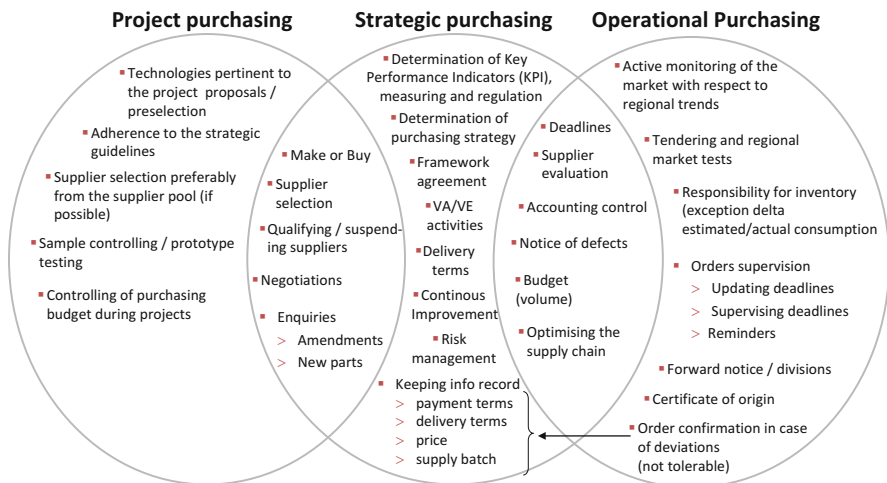 Project purchasing
Strategic purchasing
Operational Purchasing
Technologies pertinent to
the project proposals /
preselection
Adherence to the strategic
guidelines
Supplier selection preferably
from the supplier pool (if
possible)
Sample controlling / prototype
testing
Controlling of purchasing
budget during projects
Make or Buy
Supplier
selection
Qualifying / suspend-
ing suppliers
Negotiations
Enquiries
> Amendments
> New parts
Determination of Key
Performance Indicators (KPI),
measuring and regulation
Determination of
purchasing strategy
Framework
agreement
VA/VE
activities
Delivery
terms
Continous
Improvement
Risk
management
Keeping info record
> payment terms
> delivery terms
> price
> supply batch
Deadlines
Supplier
evaluation
Accounting control
Notice of defects
Budget
(volume)
Optimising the
supply chain
Active monitoring of the
market with respect to
regional trends
Tendering and regional
market tests
Responsibility for inventory
(exception delta
estimated/actual consumption
Orders supervision
> Updating deadlines
> Supervising deadlines
> Reminders
Forward notice / divisions
Certificate of origin
Order confirmation in case
of deviations
(not tolerable)